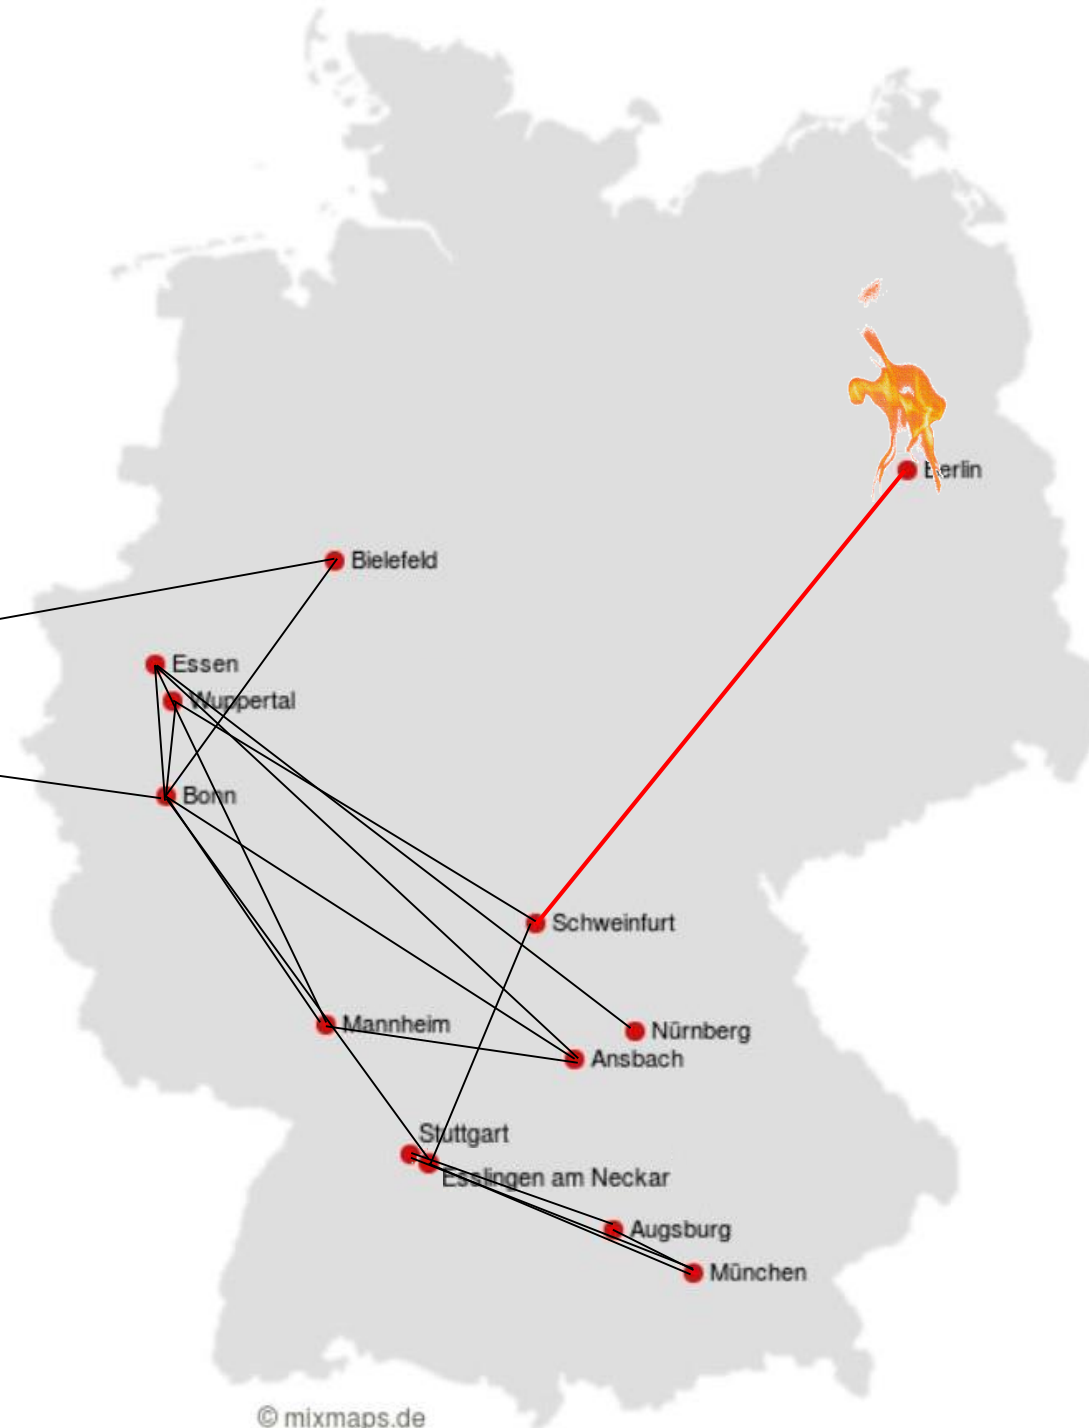 Berlin
Bielefeld
Essen
Wuppertal
Bonn
Schweinfurt
Mannheim
Nürnberg
Ansbach
Stuttgart
Esslingen am Neckar
Augsburg
München
© mixmaps.de